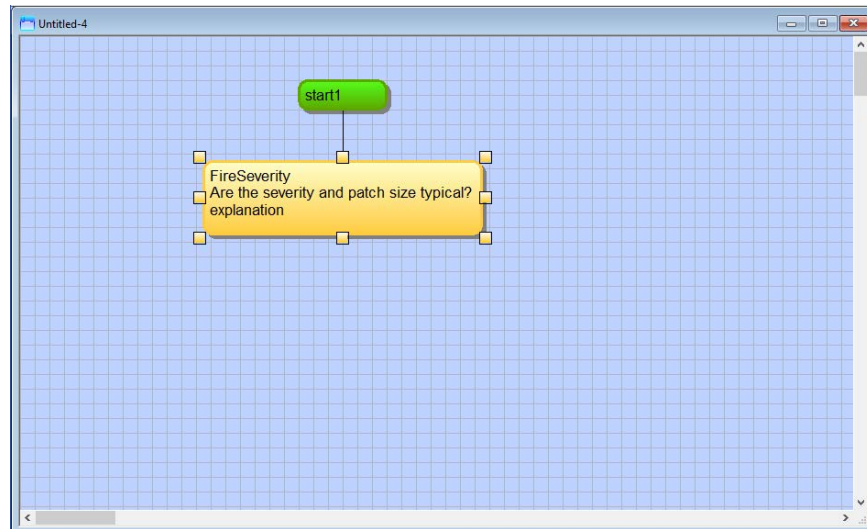 Untitled-4
start1
FireSeverity
Are the severity and patch size typical?
explanation